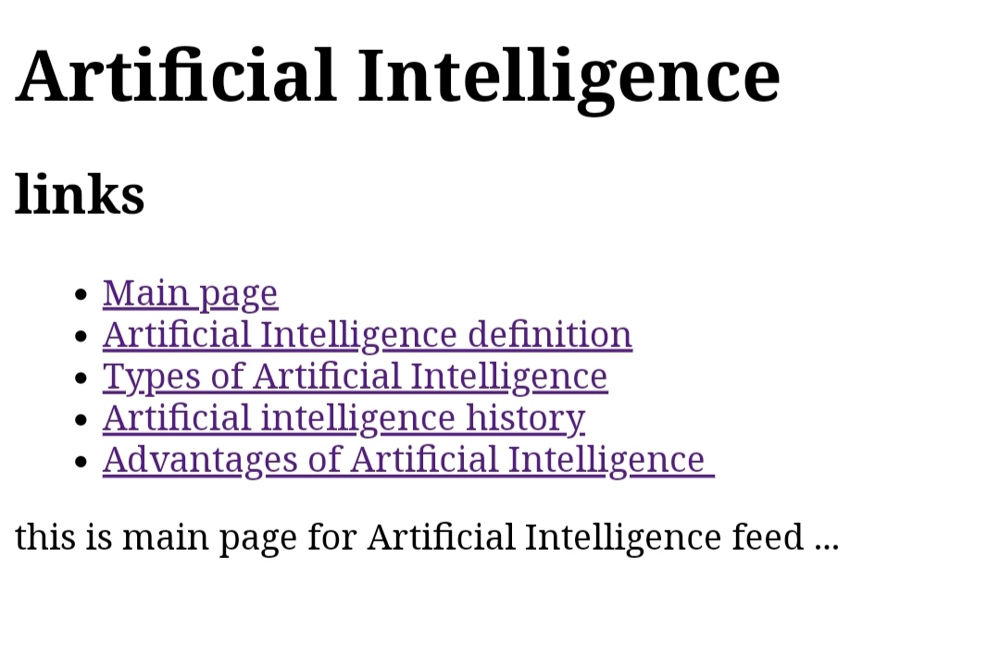 Artificial Intelligence
links
Main page
Artificial Intelligence definition
Types of Artificial Intelligence
Artificial intelligence history
Advantages of Artificial Intelligence
this is main page for Artificial Intelligence feed ...